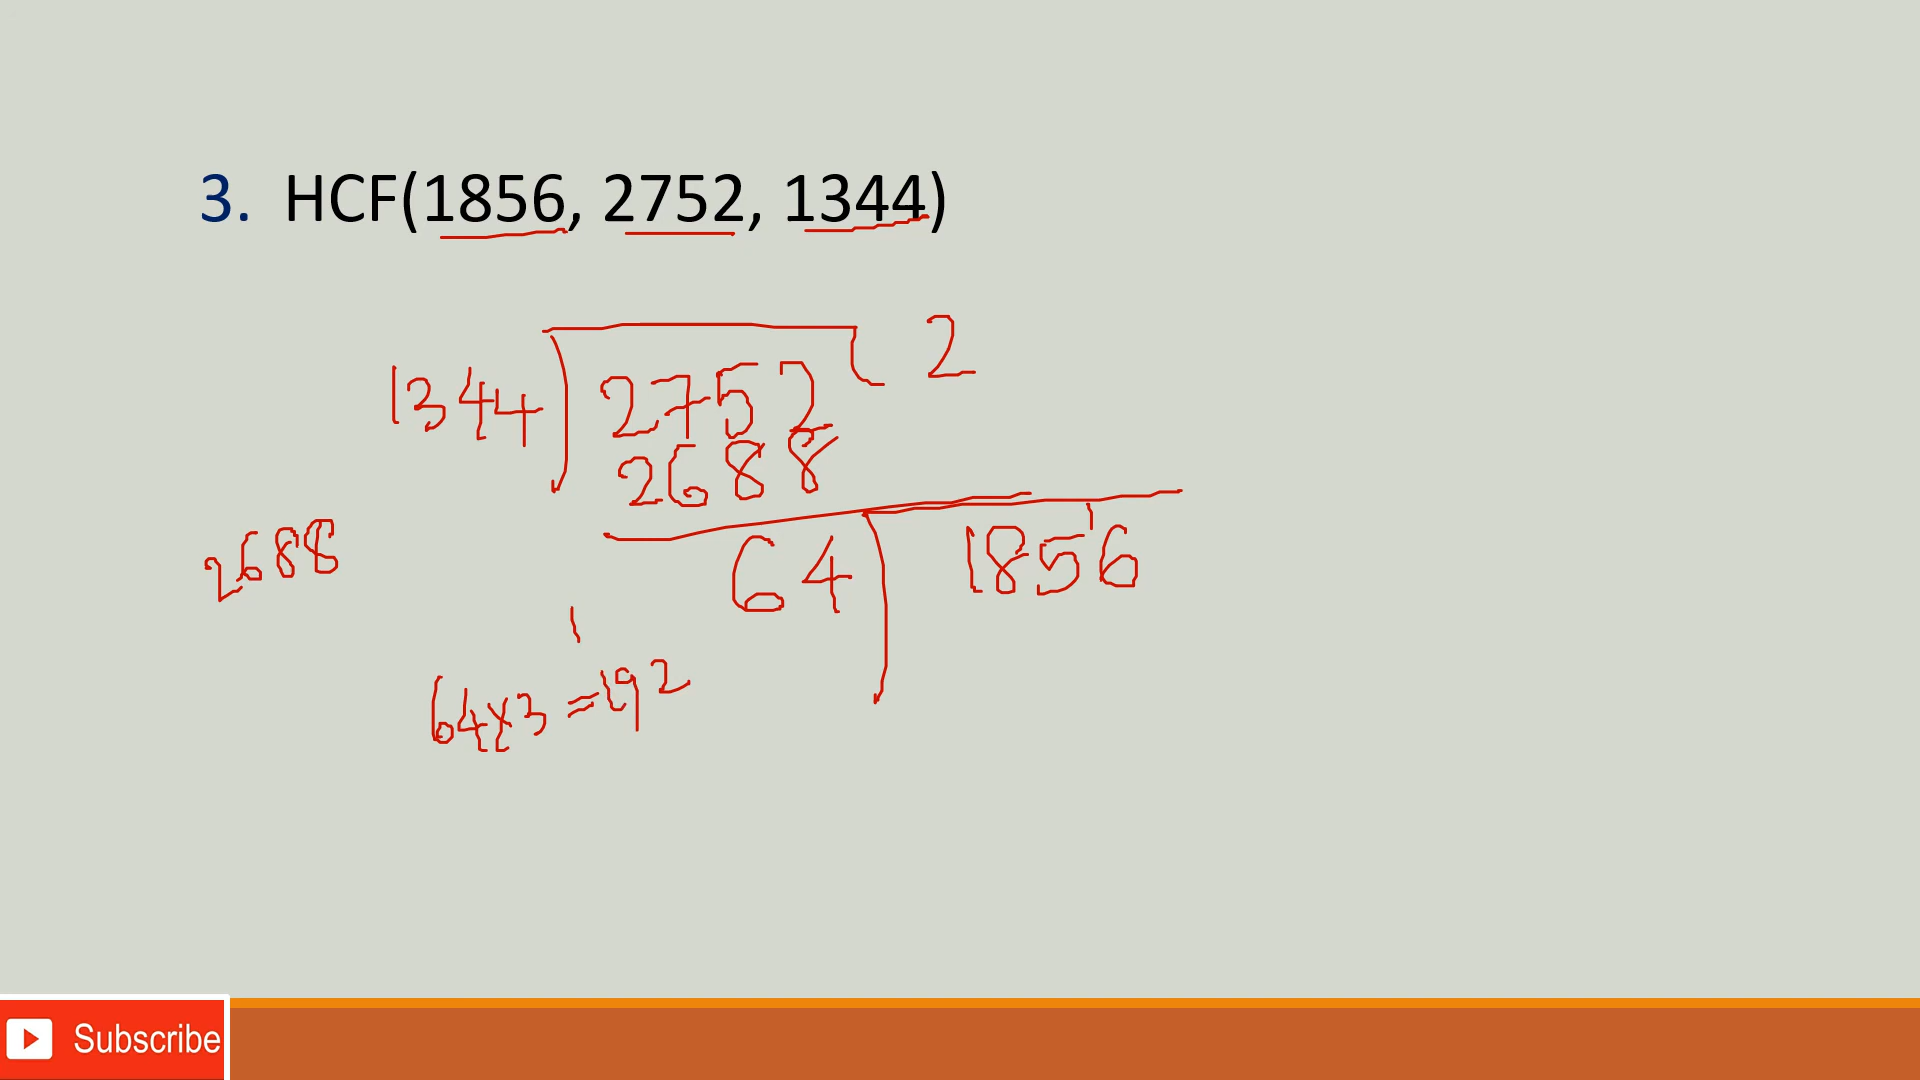 3. HCF(1856, 2752, 1344)
1344 2752 2
2688
2688
64 1856
64x3=192
Subscribe